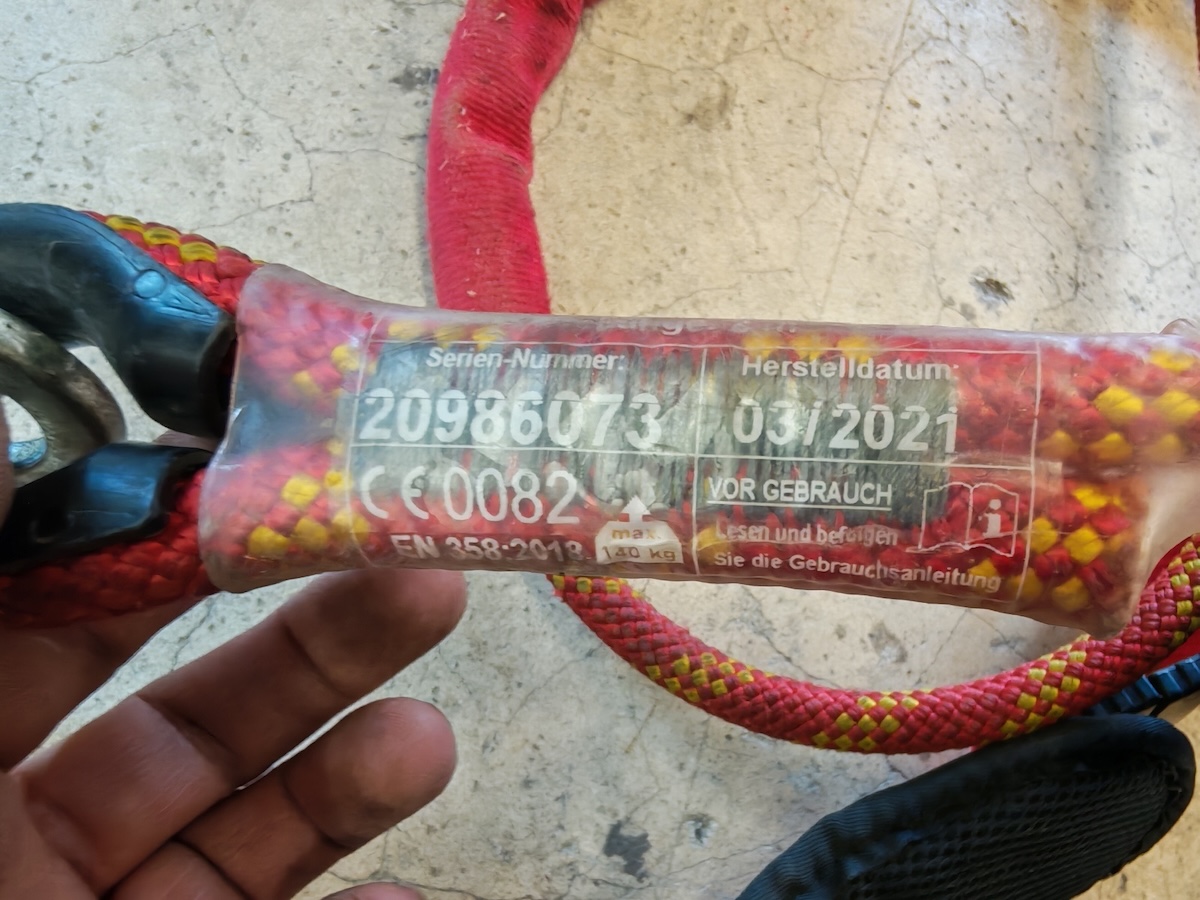 Serien-Nummer:
20986073
CE 0082
EN 358:2018
max.
140 kg
Herstelldatum:
03/2021
VOR GEBRAUCH
Lesen und befolgen
Sie die Gebrauchsanleitung
i